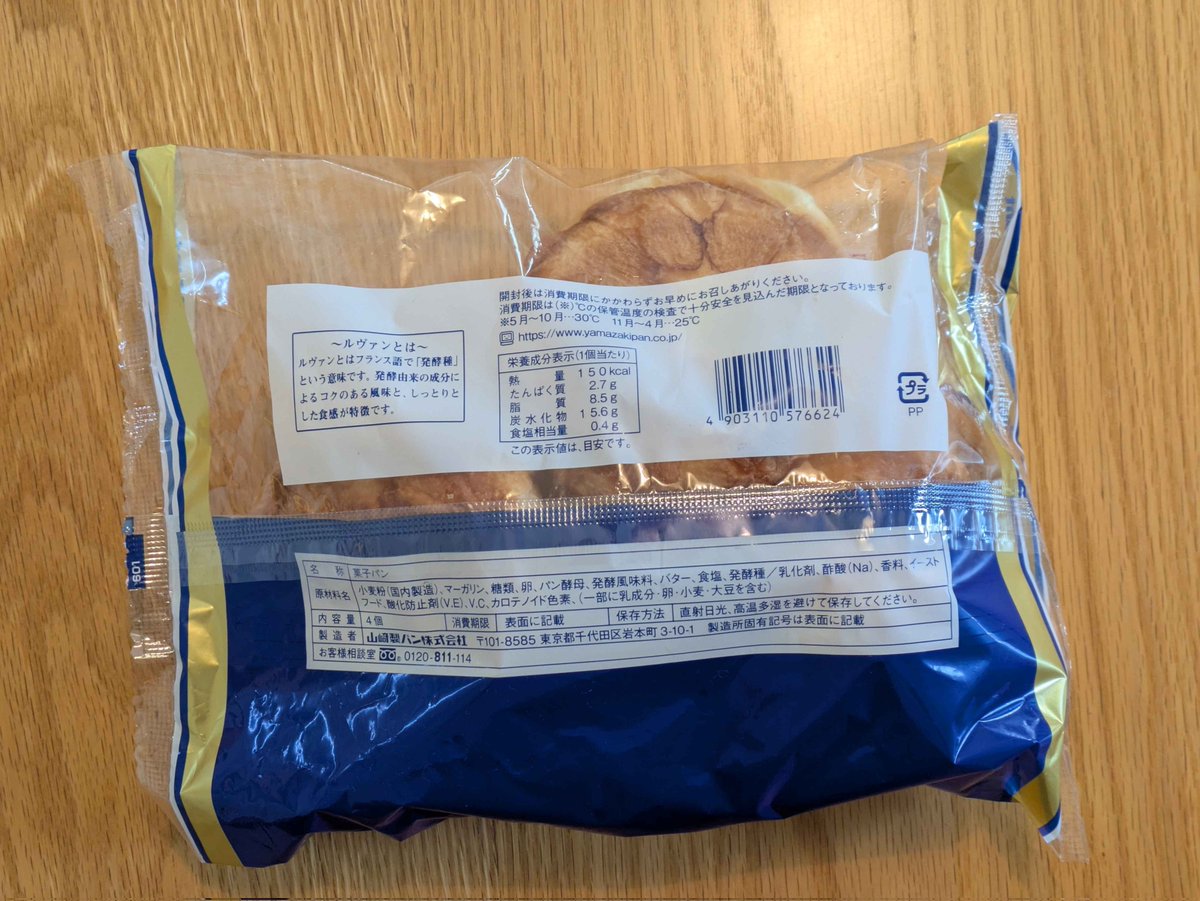 開封後は消費期限にかかわらずお早めにお召しあがりください。
消費期限は(※)℃の保管温度の検査で十分安全を見込んだ期限となっております。
※5月～10月…30℃ 11月～4月…25℃
https://www.yamazakipan.co.jp/
～ルヴァンとは～
ルヴァンとはフランス語で「発酵種」
という意味です。発酵由来の成分に
よるコクのある風味と、しっとりと
した食感が特徴です。
栄養成分表示(1個当たり)
熱量 150kcal
たんぱく質 2.7g
脂質 8.5g
炭水化物 15.6g
食塩相当量 0.4g
この表示値は、目安です。
4 903110 576624
プラ
PP
名称 菓子パン
原材料名 小麦粉(国内製造)、マーガリン、糖類、卵、パン酵母、発酵風味料、バター、食塩、発酵種／乳化剤、酢酸(Na)、香料、イースト
フード、酸化防止剤(V.E)、V.C、カロテノイド色素、(一部に乳成分・卵・小麦・大豆を含む)
内容量 4個 消費期限 表面に記載 保存方法 直射日光、高温多湿を避けて保存してください。
製造者 山崎製パン株式会社 〒101-8585 東京都千代田区岩本町3-10-1 製造所固有記号は表面に記載
お客様相談室 0120-811-114